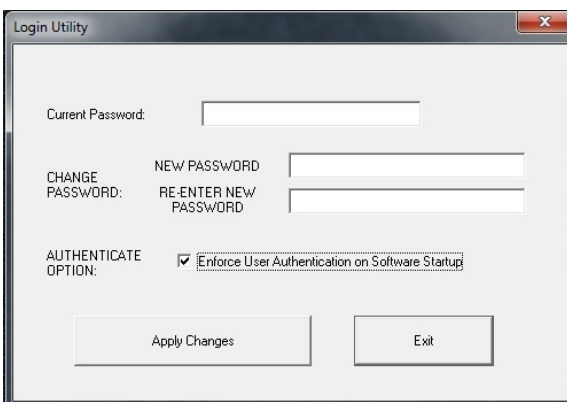 Login Utility
Current Password:
CHANGE
PASSWORD:
NEW PASSWORD
RE-ENTER NEW
PASSWORD
AUTHENTICATE
OPTION:
Enforce User Authentication on Software Startup
Apply Changes
Exit